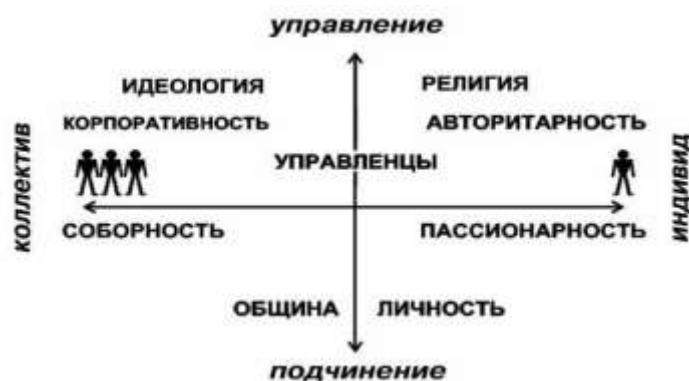 управление
ИДЕОЛОГИЯ РЕЛИГИЯ
КОРПОРАТИВНОСТЬ АВТОРИТАРНОСТЬ
УПРАВЛЕНЦЫ
коллектив
индивид
СОБОРНОСТЬ ПАССИОНАРНОСТЬ
ОБЩИНА ЛИЧНОСТЬ
подчинение